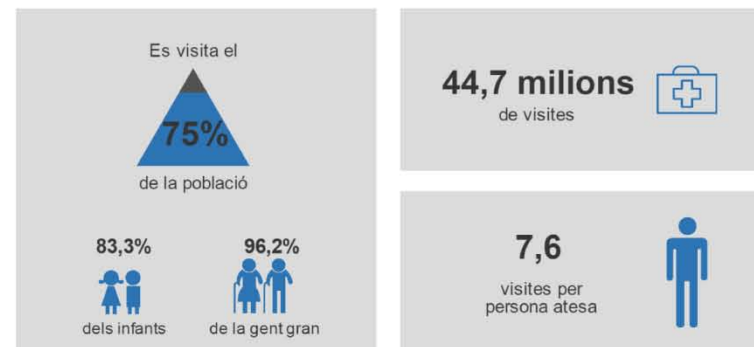 Es visita el
75%
de la població
83,3%
dels infants
96,2%
de la gent gran
44,7 milions
de visites
7,6
visites per
persona atesa